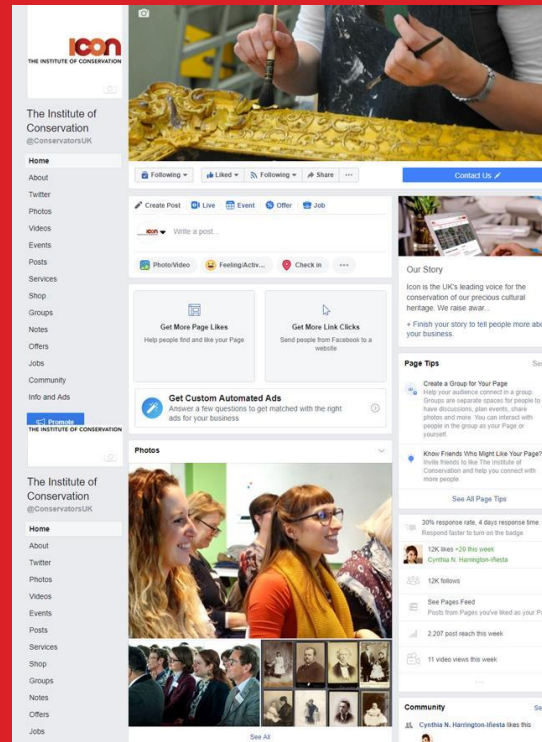 icon
THE INSTITUTE OF CONSERVATION
The Institute of
Conservation
@ConservatorsUK
Home
About
Twitter
Photos
Videos
Events
Posts
Services
Shop
Groups
Notes
Offers
Jobs
Community
Info and Ads
Promote
THE INSTITUTE OF CONSERVATION
The Institute of
Conservation
@ConservatorsUK
Home
About
Twitter
Photos
Videos
Events
Posts
Services
Shop
Groups
Notes
Offers
Jobs
Following Liked Following Share ...
Contact Us
Create Post Live Event Offer Job
icon Write a post...
Photo/Video Feeling/Activ... Check in ...
Get More Page Likes
Help people find and like your Page
Get More Link Clicks
Send people from Facebook to a
website
Get Custom Automated Ads
Answer a few questions to get matched with the right
ads for your business
Photos
See All
Our Story
Icon is the UK's leading voice for the
conservation of our precious cultural
heritage. We raise awar...
+ Finish your story to tell people more abo
your business.
Page Tips
Se
Create a Group for Your Page
Help your audience connect in a group.
Groups are separate spaces for people to
have discussions, plan events, share
photos and more. You can interact with
people in the group as your Page or
yourself.
Know Friends Who Might Like Your Page?
Invite friends to like The Institute of
Conservation and help you connect with
more people
See All Page Tips
30% response rate, 4 days response time
Respond faster to turn on the badge
12K likes +20 this week
Cynthia N. Harrington-Iñesta
12K follows
See Pages Feed
Posts from Pages you've liked as your Pa
2,207 post reach this week
11 video views this week
...
Community
Se
Cynthia N. Harrington-Iñesta likes this